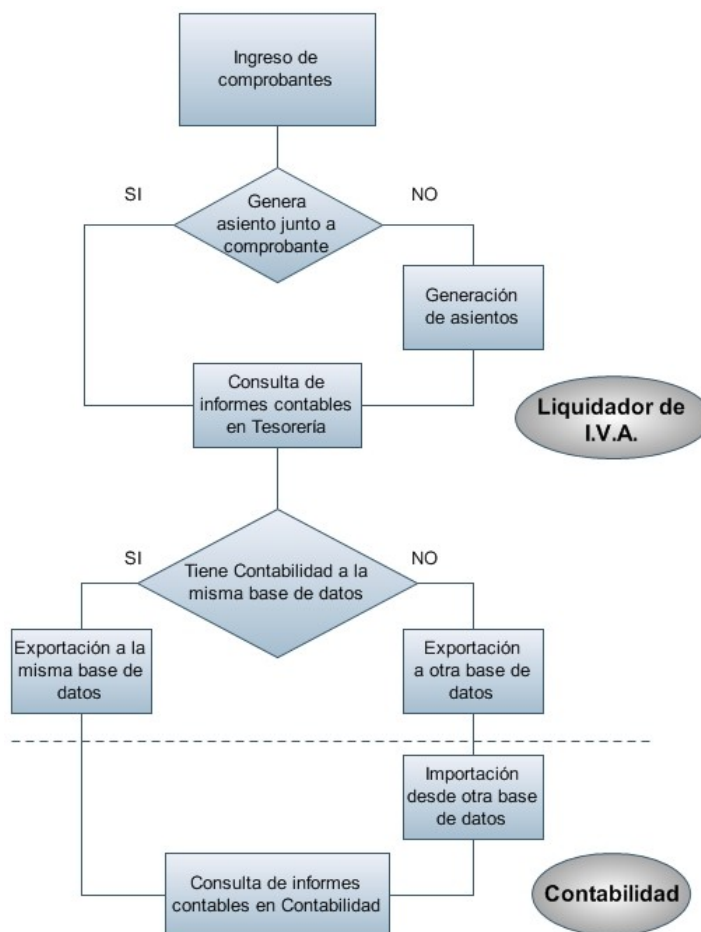 Ingreso de
comprobantes
SI
NO
Genera
asiento junto a
comprobante
Generación
de asientos
Consulta de
informes contables
en Tesorería
Liquidador de
I.V.A.
SI
NO
Tiene Contabilidad a la
misma base de datos
Exportación a la
misma base de
datos
Exportación
a otra base de
datos
Importación
desde otra base
de datos
Consulta de informes
contables en Contabilidad
Contabilidad